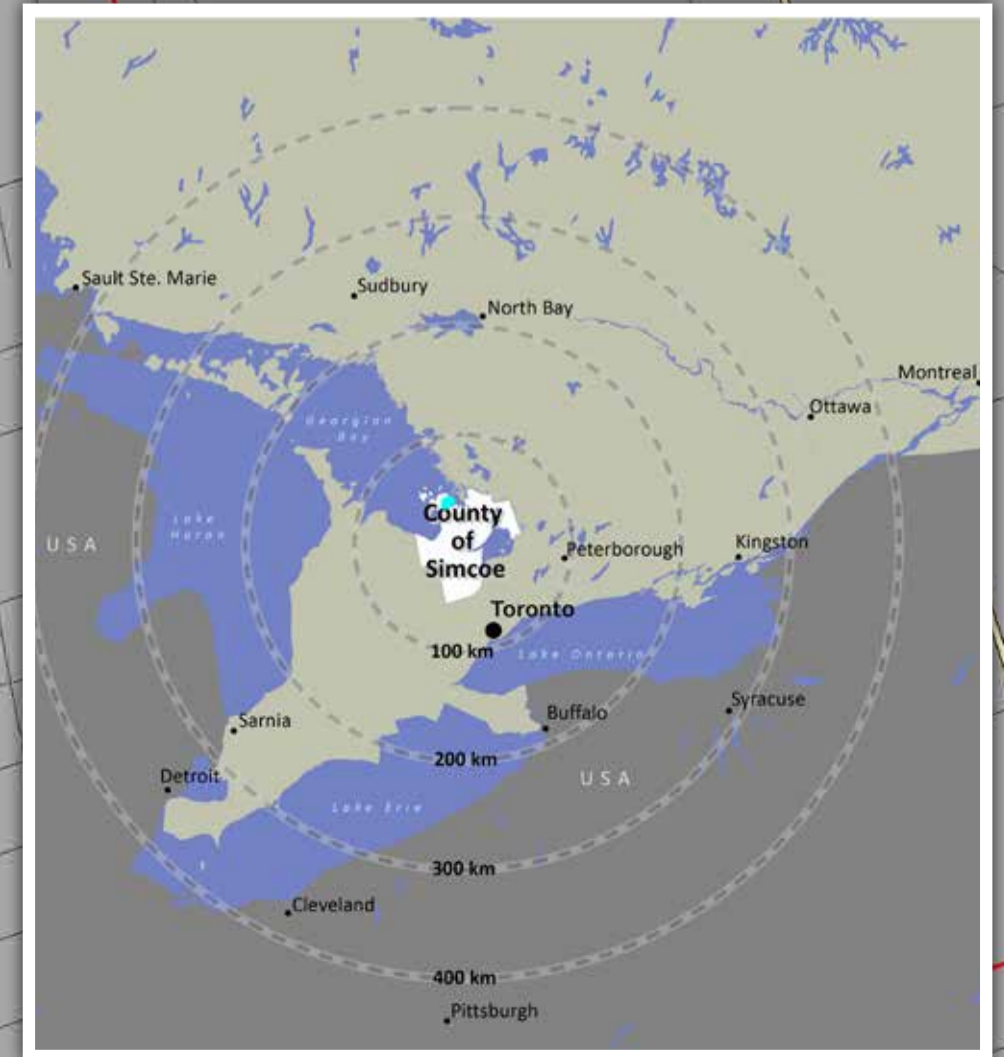 Sault Ste. Marie
Sudbury
North Bay
Montreal
Ottawa
Georgian
Bay
County
of
Simcoe
Lake
Huron
USA
Peterborough
Kingston
Toronto
100 km
Lake Ontario
Sarnia
Buffalo
Syracuse
200 km
Detroit
USA
Lake Erie
300 km
Cleveland
400 km
Pittsburgh